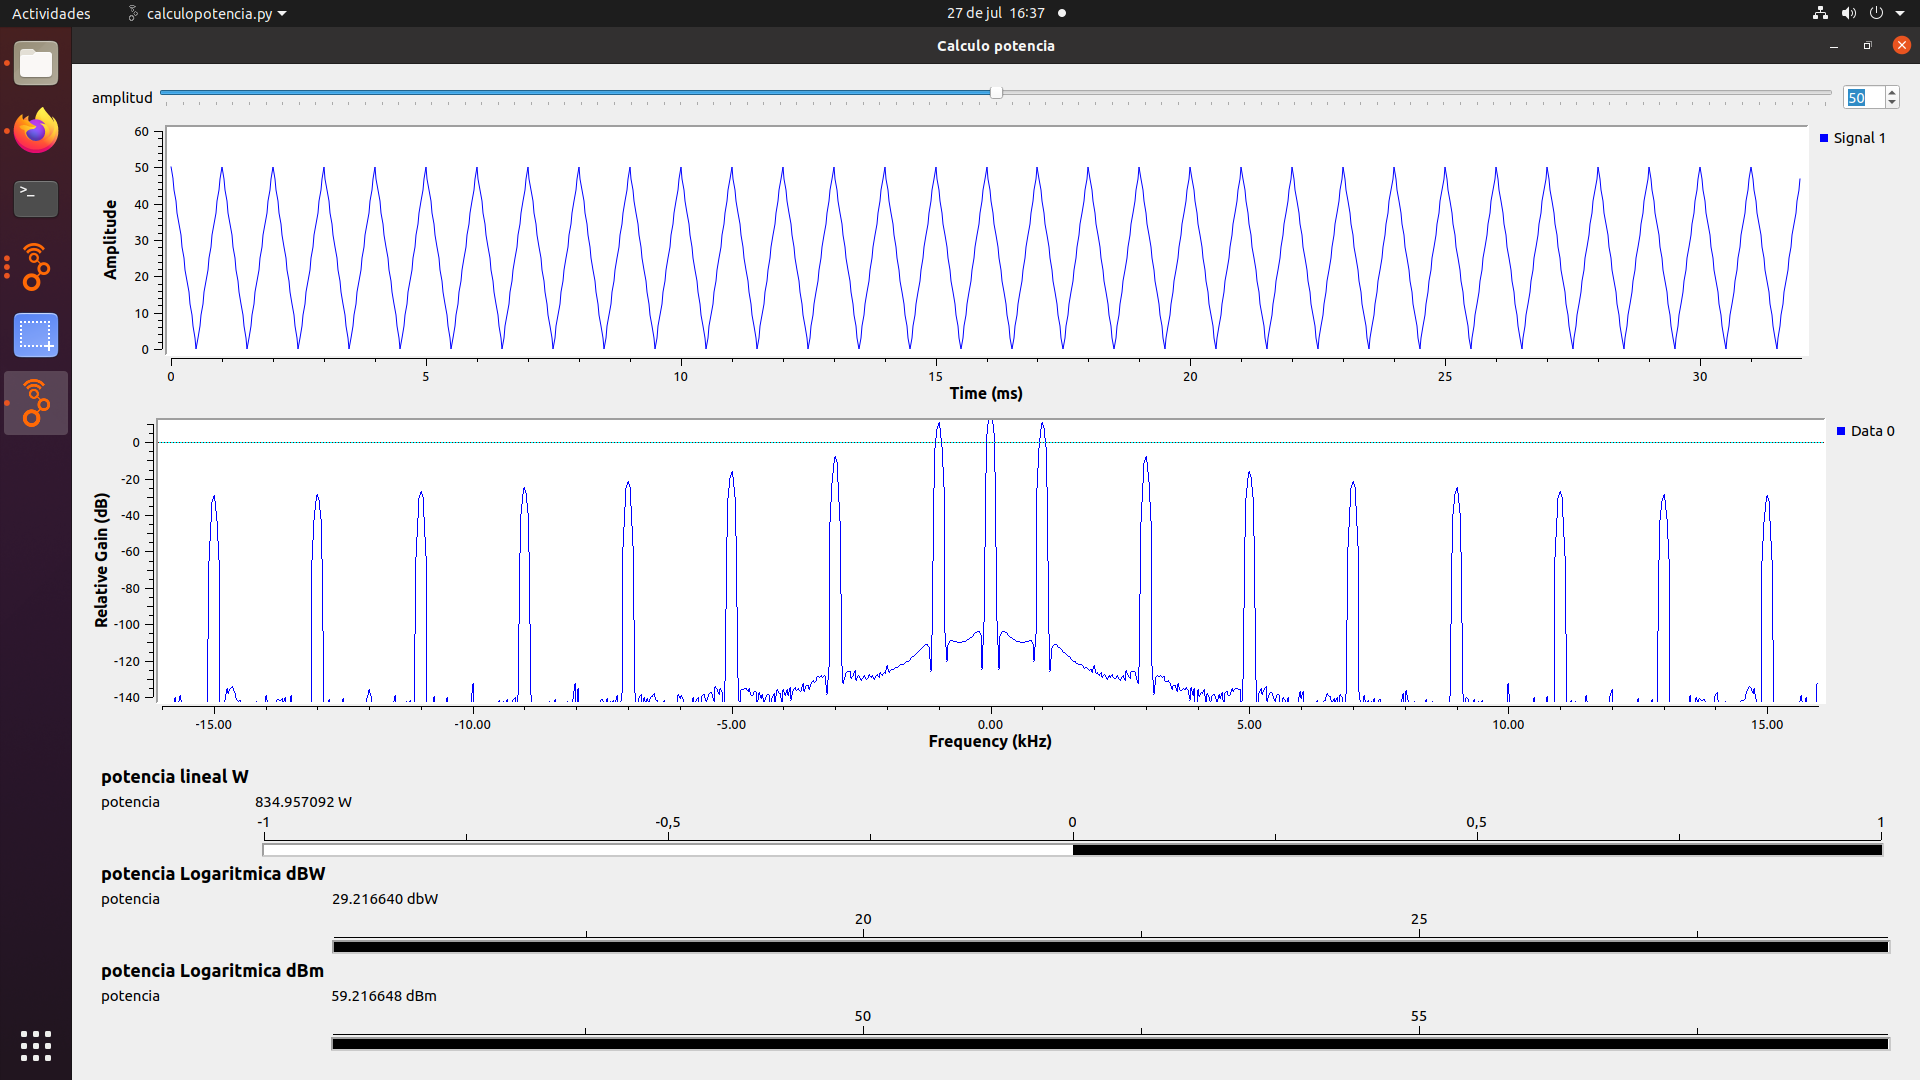 Actividades calculopotencia.py 27 de jul 16:37
Calculo potencia
amplitud 50
60
50
40
30
20
10
0
Amplitude
Signal 1
0 5 10 15 20 25 30
Time (ms)
0
-20
-40
-60
-80
-100
-120
-140
Relative Gain (dB)
Data 0
-15.00 -10.00 -5.00 0.00 5.00 10.00 15.00
Frequency (kHz)
potencia lineal W
potencia 834.957092 W
-1 -0,5 0 0,5 1
potencia Logaritmica dBW
potencia 29.216640 dbW
20 25
potencia Logaritmica dBm
potencia 59.216648 dBm
50 55